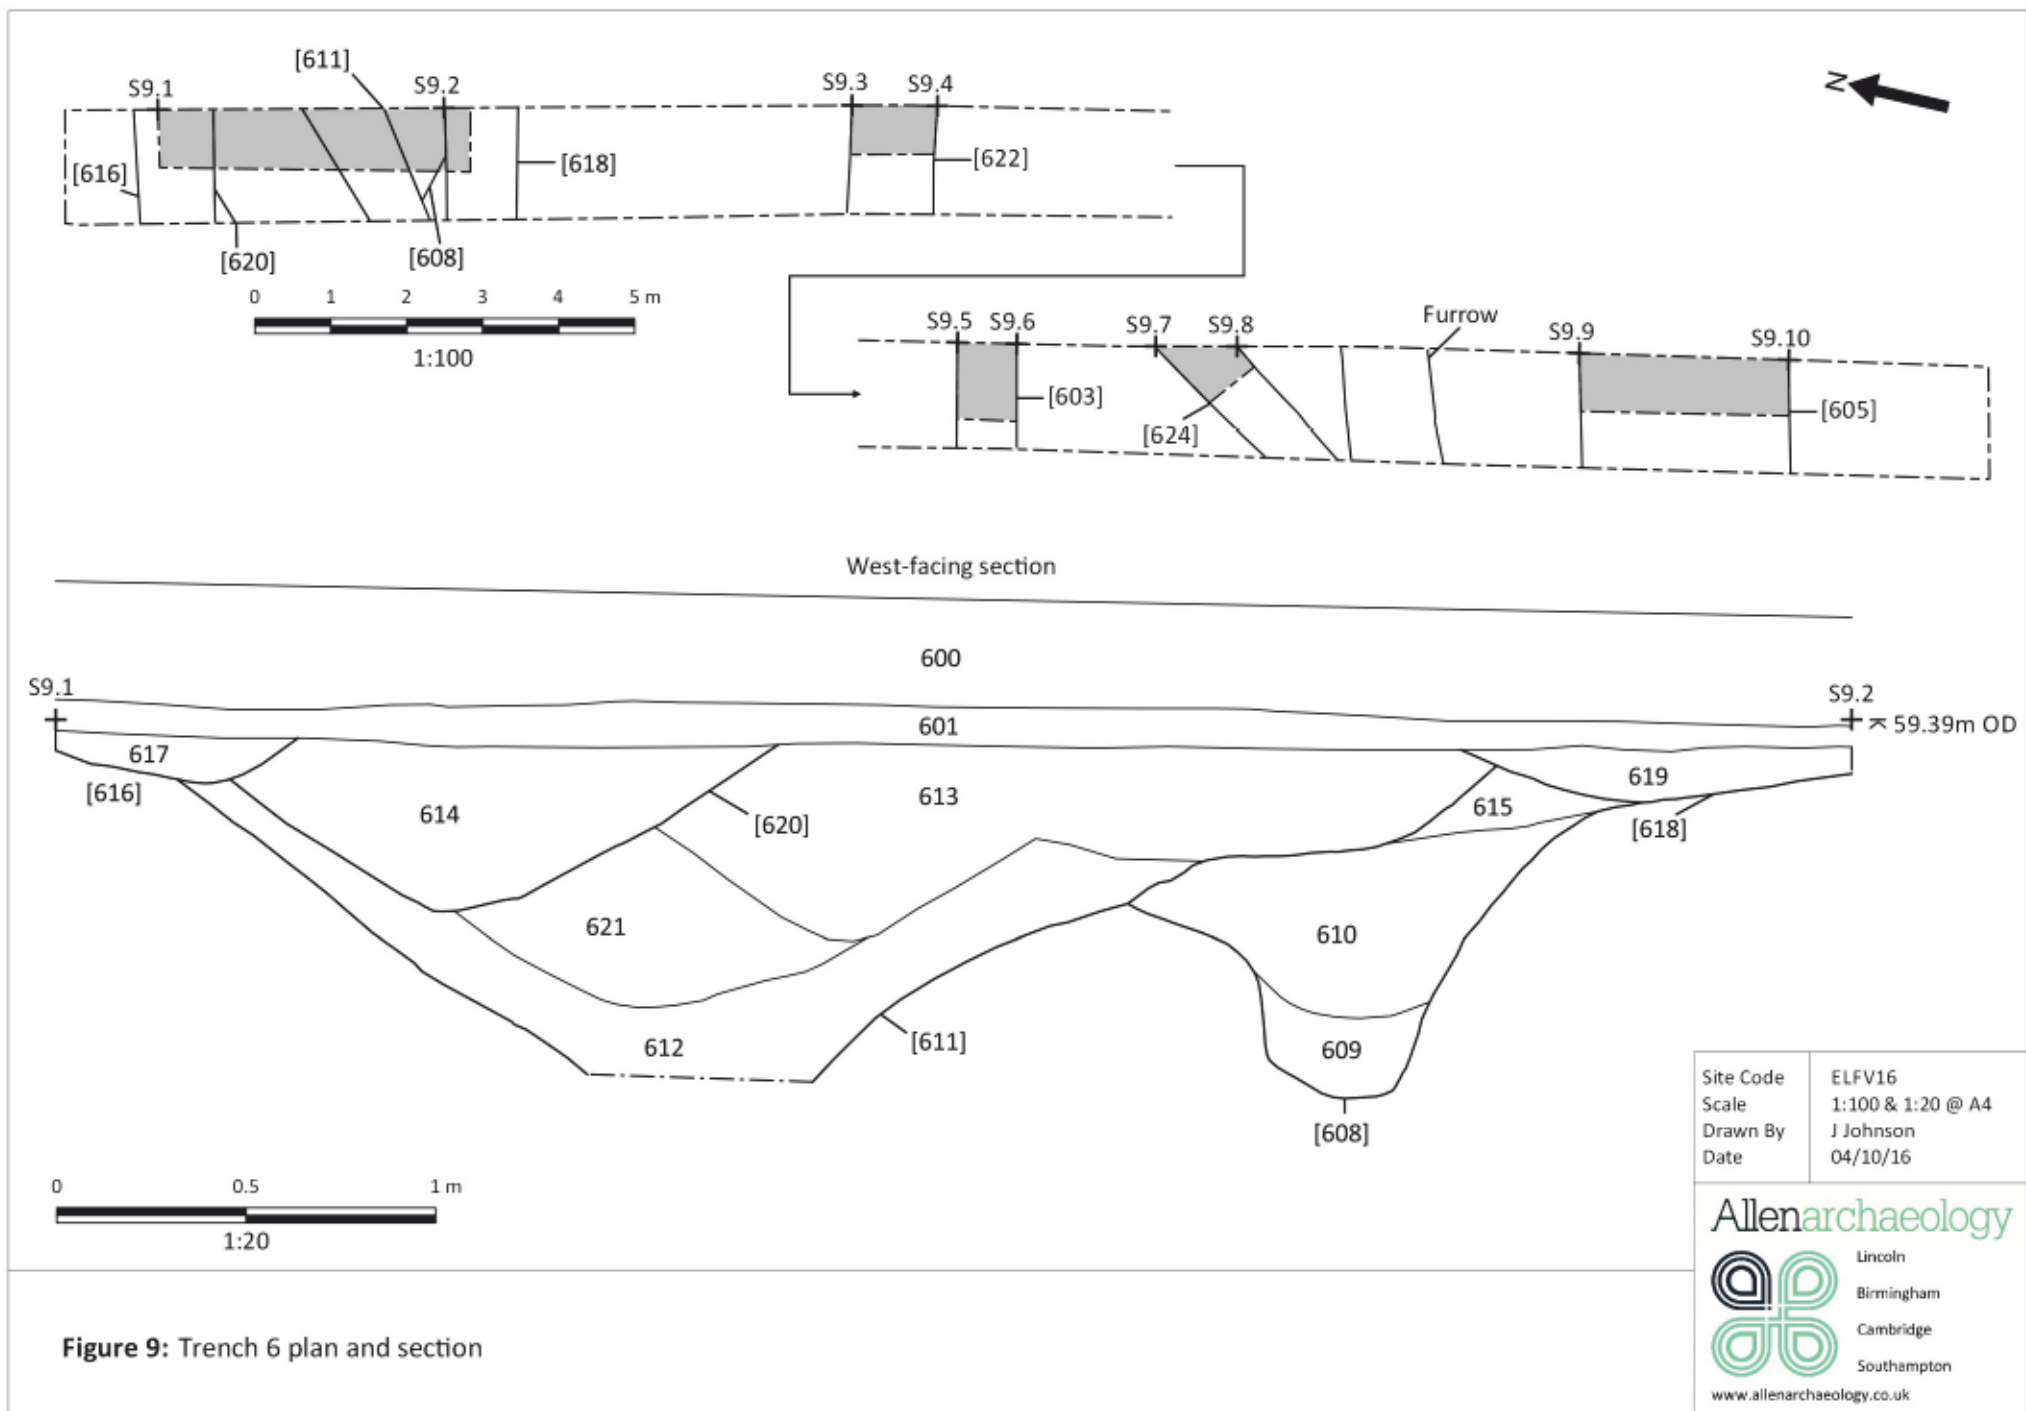 [611]
S9.1
S9.2
S9.3
S9.4
N
[616]
[618]
[622]
[620]
[608]
0 1 2 3 4 5 m
1:100
S9.5
S9.6
S9.7
S9.8
Furrow
S9.9
S9.10
[603]
[624]
[605]
West-facing section
600
S9.1
S9.2
601
59.39m OD
617
[616]
614
[620]
613
615
619
[618]
621
610
612
[611]
609
[608]
0 0.5 1 m
1:20
Site Code ELFV16
Scale 1:100 & 1:20 @ A4
Drawn By J Johnson
Date 04/10/16
Allenarchaeology
Lincoln
Birmingham
Cambridge
Southampton
www.allenarchaeology.co.uk
Figure 9: Trench 6 plan and section